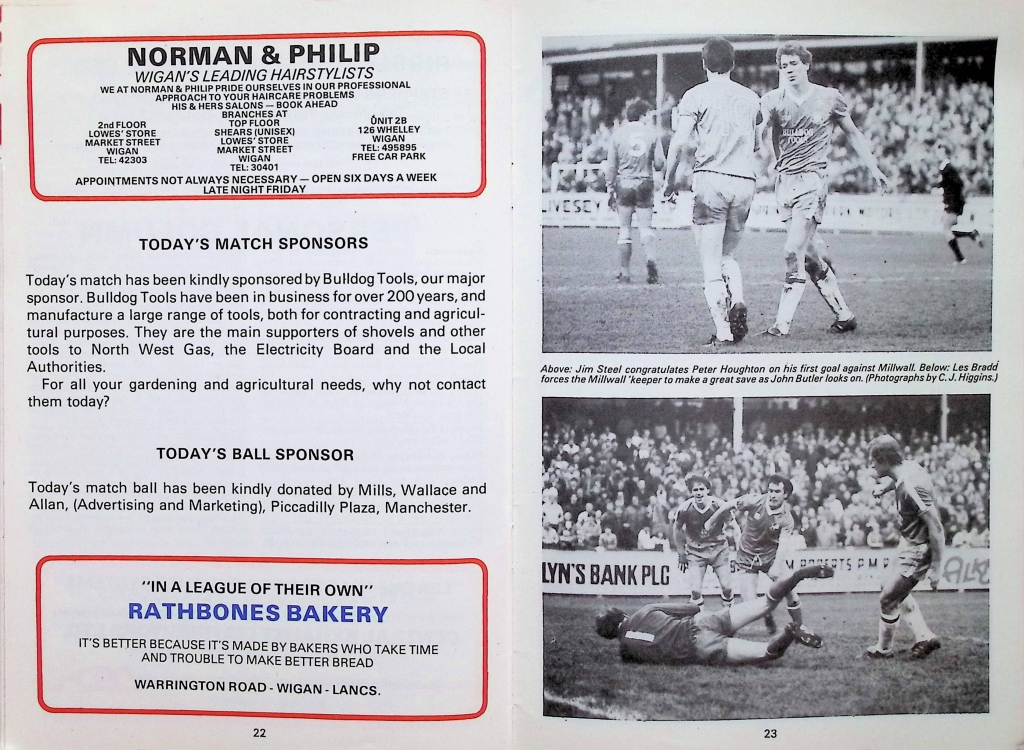 NORMAN & PHILIP
WIGAN'S LEADING HAIRSTYLISTS
WE AT NORMAN & PHILIP PRIDE OURSELVES IN OUR PROFESSIONAL
APPROACH TO YOUR HAIRCARE PROBLEMS
HIS & HERS SALONS — BOOK AHEAD
BRANCHES AT
2nd FLOOR
LOWES' STORE
MARKET STREET
WIGAN
TEL: 42303
TOP FLOOR
SHEARS (UNISEX)
LOWES' STORE
MARKET STREET
WIGAN
TEL: 30401
UNIT 2B
126 WHELLEY
WIGAN
TEL: 495895
FREE CAR PARK
APPOINTMENTS NOT ALWAYS NECESSARY — OPEN SIX DAYS A WEEK
LATE NIGHT FRIDAY
TODAY'S MATCH SPONSORS
Today's match has been kindly sponsored by Bulldog Tools, our major
sponsor. Bulldog Tools have been in business for over 200 years, and
manufacture a large range of tools, both for contracting and agricul-
tural purposes. They are the main supporters of shovels and other
tools to North West Gas, the Electricity Board and the Local
Authorities.
For all your gardening and agricultural needs, why not contact
them today?
TODAY'S BALL SPONSOR
Today's match ball has been kindly donated by Mills, Wallace and
Allan, (Advertising and Marketing), Piccadilly Plaza, Manchester.
"IN A LEAGUE OF THEIR OWN"
RATHBONES BAKERY
IT'S BETTER BECAUSE IT'S MADE BY BAKERS WHO TAKE TIME
AND TROUBLE TO MAKE BETTER BREAD
WARRINGTON ROAD - WIGAN - LANCS.
22
5
BULLDOG
TOOLS
IVESEY
Above: Jim Steel congratulates Peter Houghton on his first goal against Millwall. Below: Les Bradd
forces the Millwall 'keeper to make a great save as John Butler looks on. (Photographs by C. J. Higgins.)
LYN'S BANK PLC
M ROBERTS P.M.P
1
23